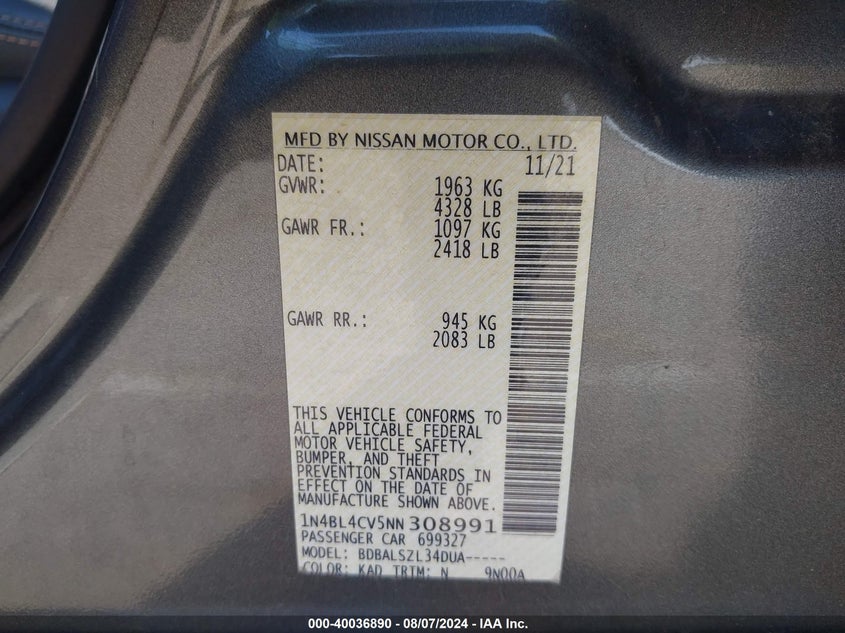 MFD BY NISSAN MOTOR CO., LTD.
DATE: 11/21
GVWR: 1963 KG
4328 LB
GAWR FR.: 1097 KG
2418 LB
GAWR RR.: 945 KG
2083 LB
THIS VEHICLE CONFORMS TO
ALL APPLICABLE FEDERAL
MOTOR VEHICLE SAFETY,
BUMPER, AND THEFT
PREVENTION STANDARDS IN
EFFECT ON THE DATE OF
MANUFACTURE SHOWN ABOVE.
1N4BL4CV5NN308991
PASSENGER CAR 699327
MODEL: BDBALSZL34DUA-----
COLOR: KAD TRIM: N 9N00A
000-40036890 - 08/07/2024 - IAA Inc.